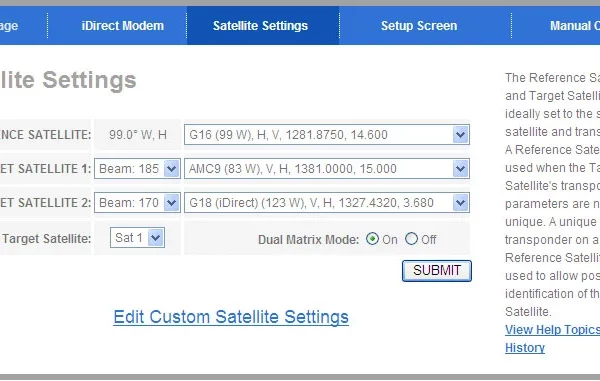 age iDirect Modem Satellite Settings Setup Screen Manual C
lite Settings
NCE SATELLITE: 99.0° W, H G16 (99 W), H, V, 1281.8750, 14.600
ET SATELLITE 1: Beam: 185 AMC9 (83 W), V, H, 1381.0000, 15.000
ET SATELLITE 2: Beam: 170 G18 (iDirect) (123 W), V, H, 1327.4320, 3.680
Target Satellite: Sat 1 Dual Matrix Mode: On Off
SUBMIT
Edit Custom Satellite Settings
The Reference Sa
and Target Satelli
ideally set to the s
satellite and trans
A Reference Sate
used when the Ta
Satellite's transpo
parameters are n
unique. A unique
transponder on a
Reference Satelli
used to allow pos
identification of th
Satellite.
View Help Topics
History